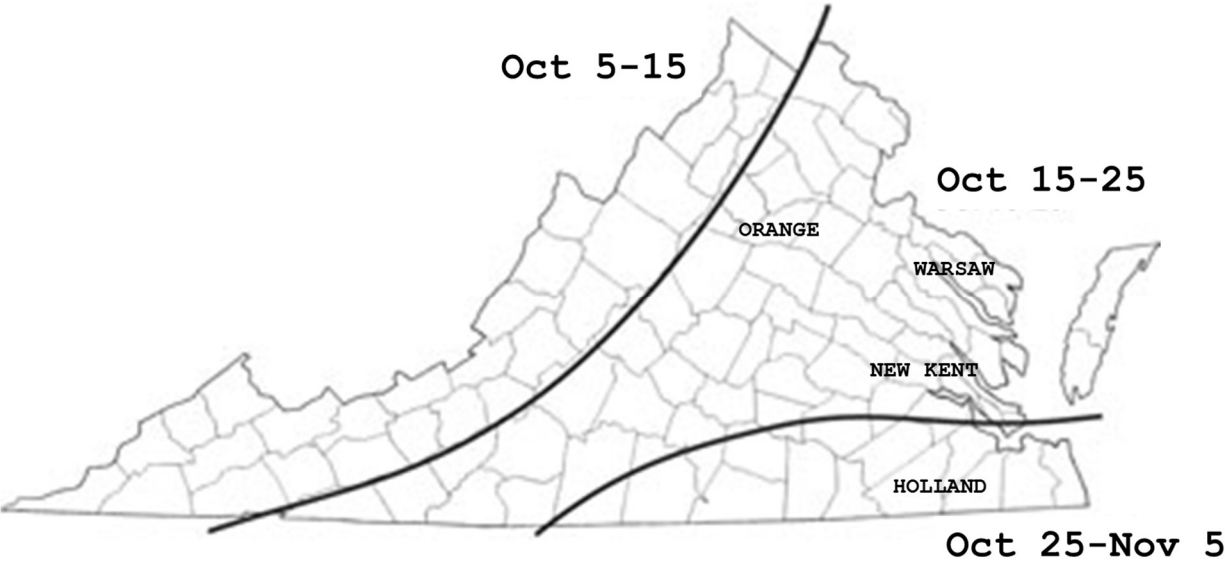 Oct 5-15
Oct 15-25
ORANGE
WARSAW
NEW KENT
HOLLAND
Oct 25-Nov 5